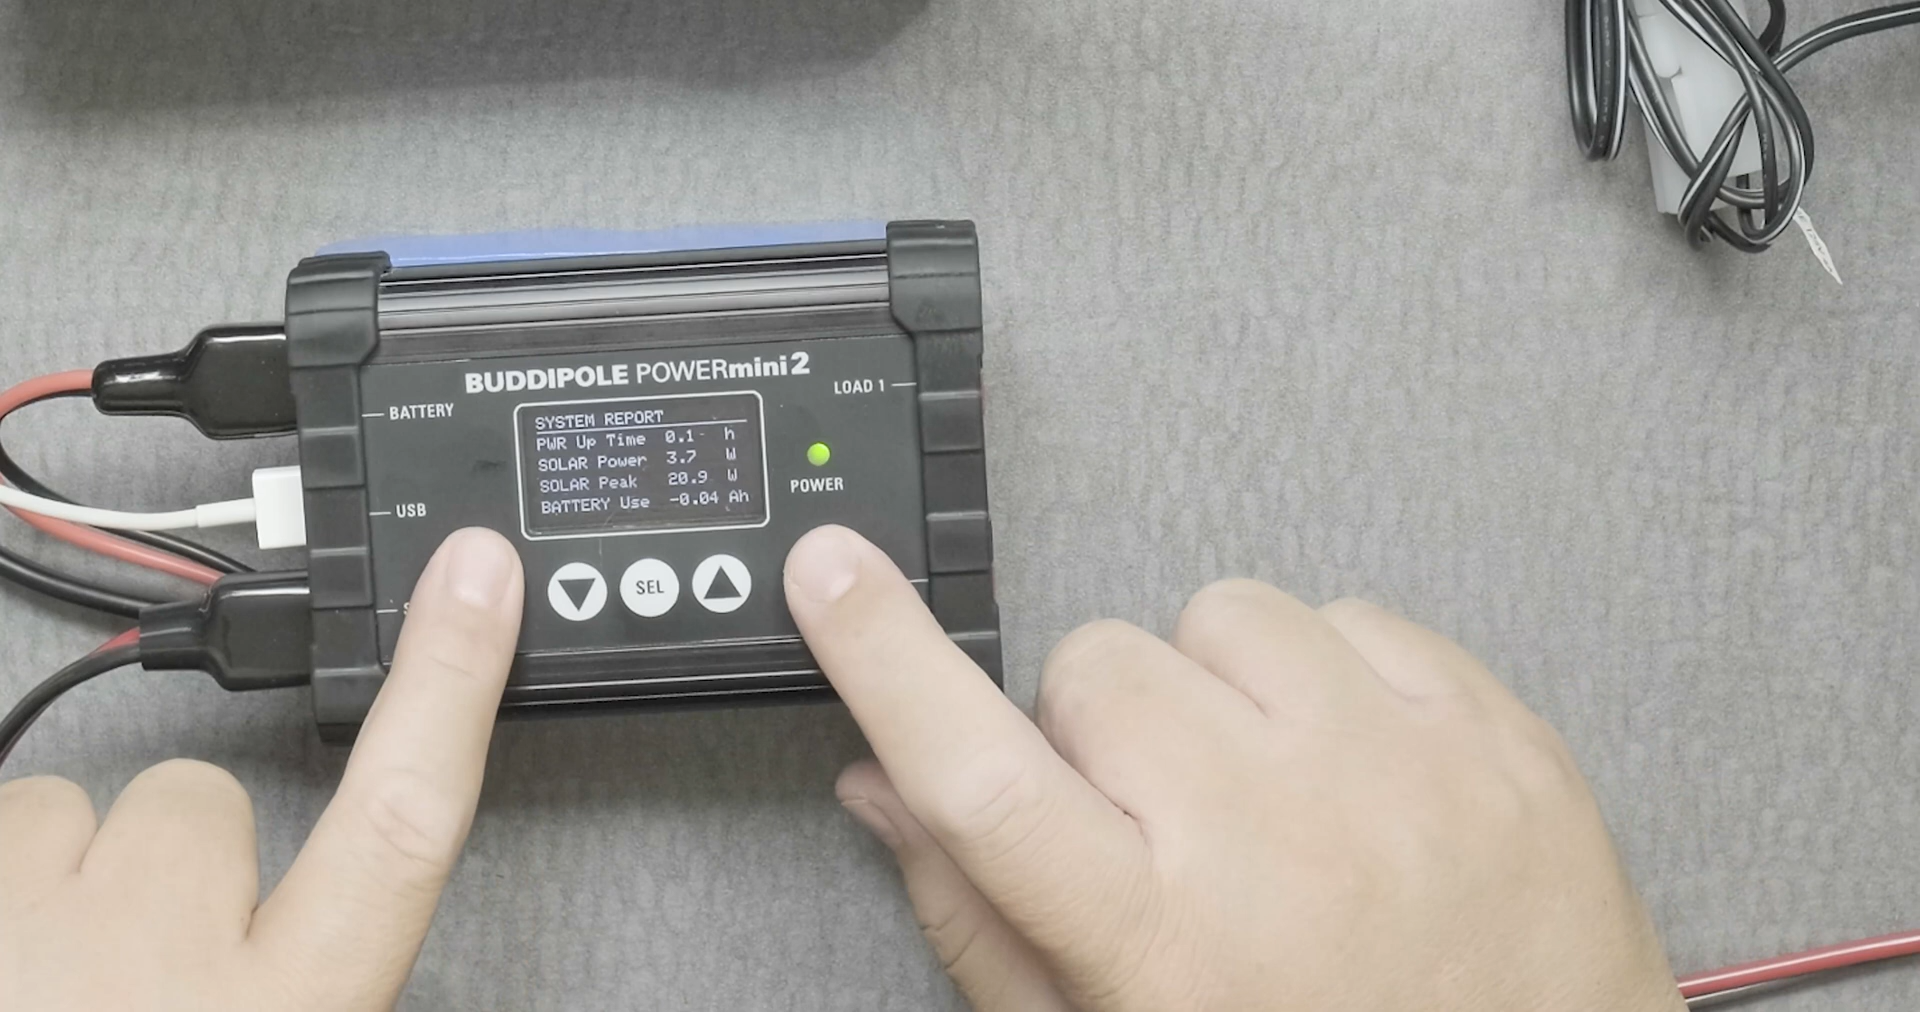 BUDDIPOLE POWERmini2
LOAD 1
BATTERY
SYSTEM REPORT
PWR Up Time 0.1 h
SOLAR Power 3.7 W
SOLAR Peak 20.9 W
BATTERY Use -0.04 Ah
POWER
USB
SEL